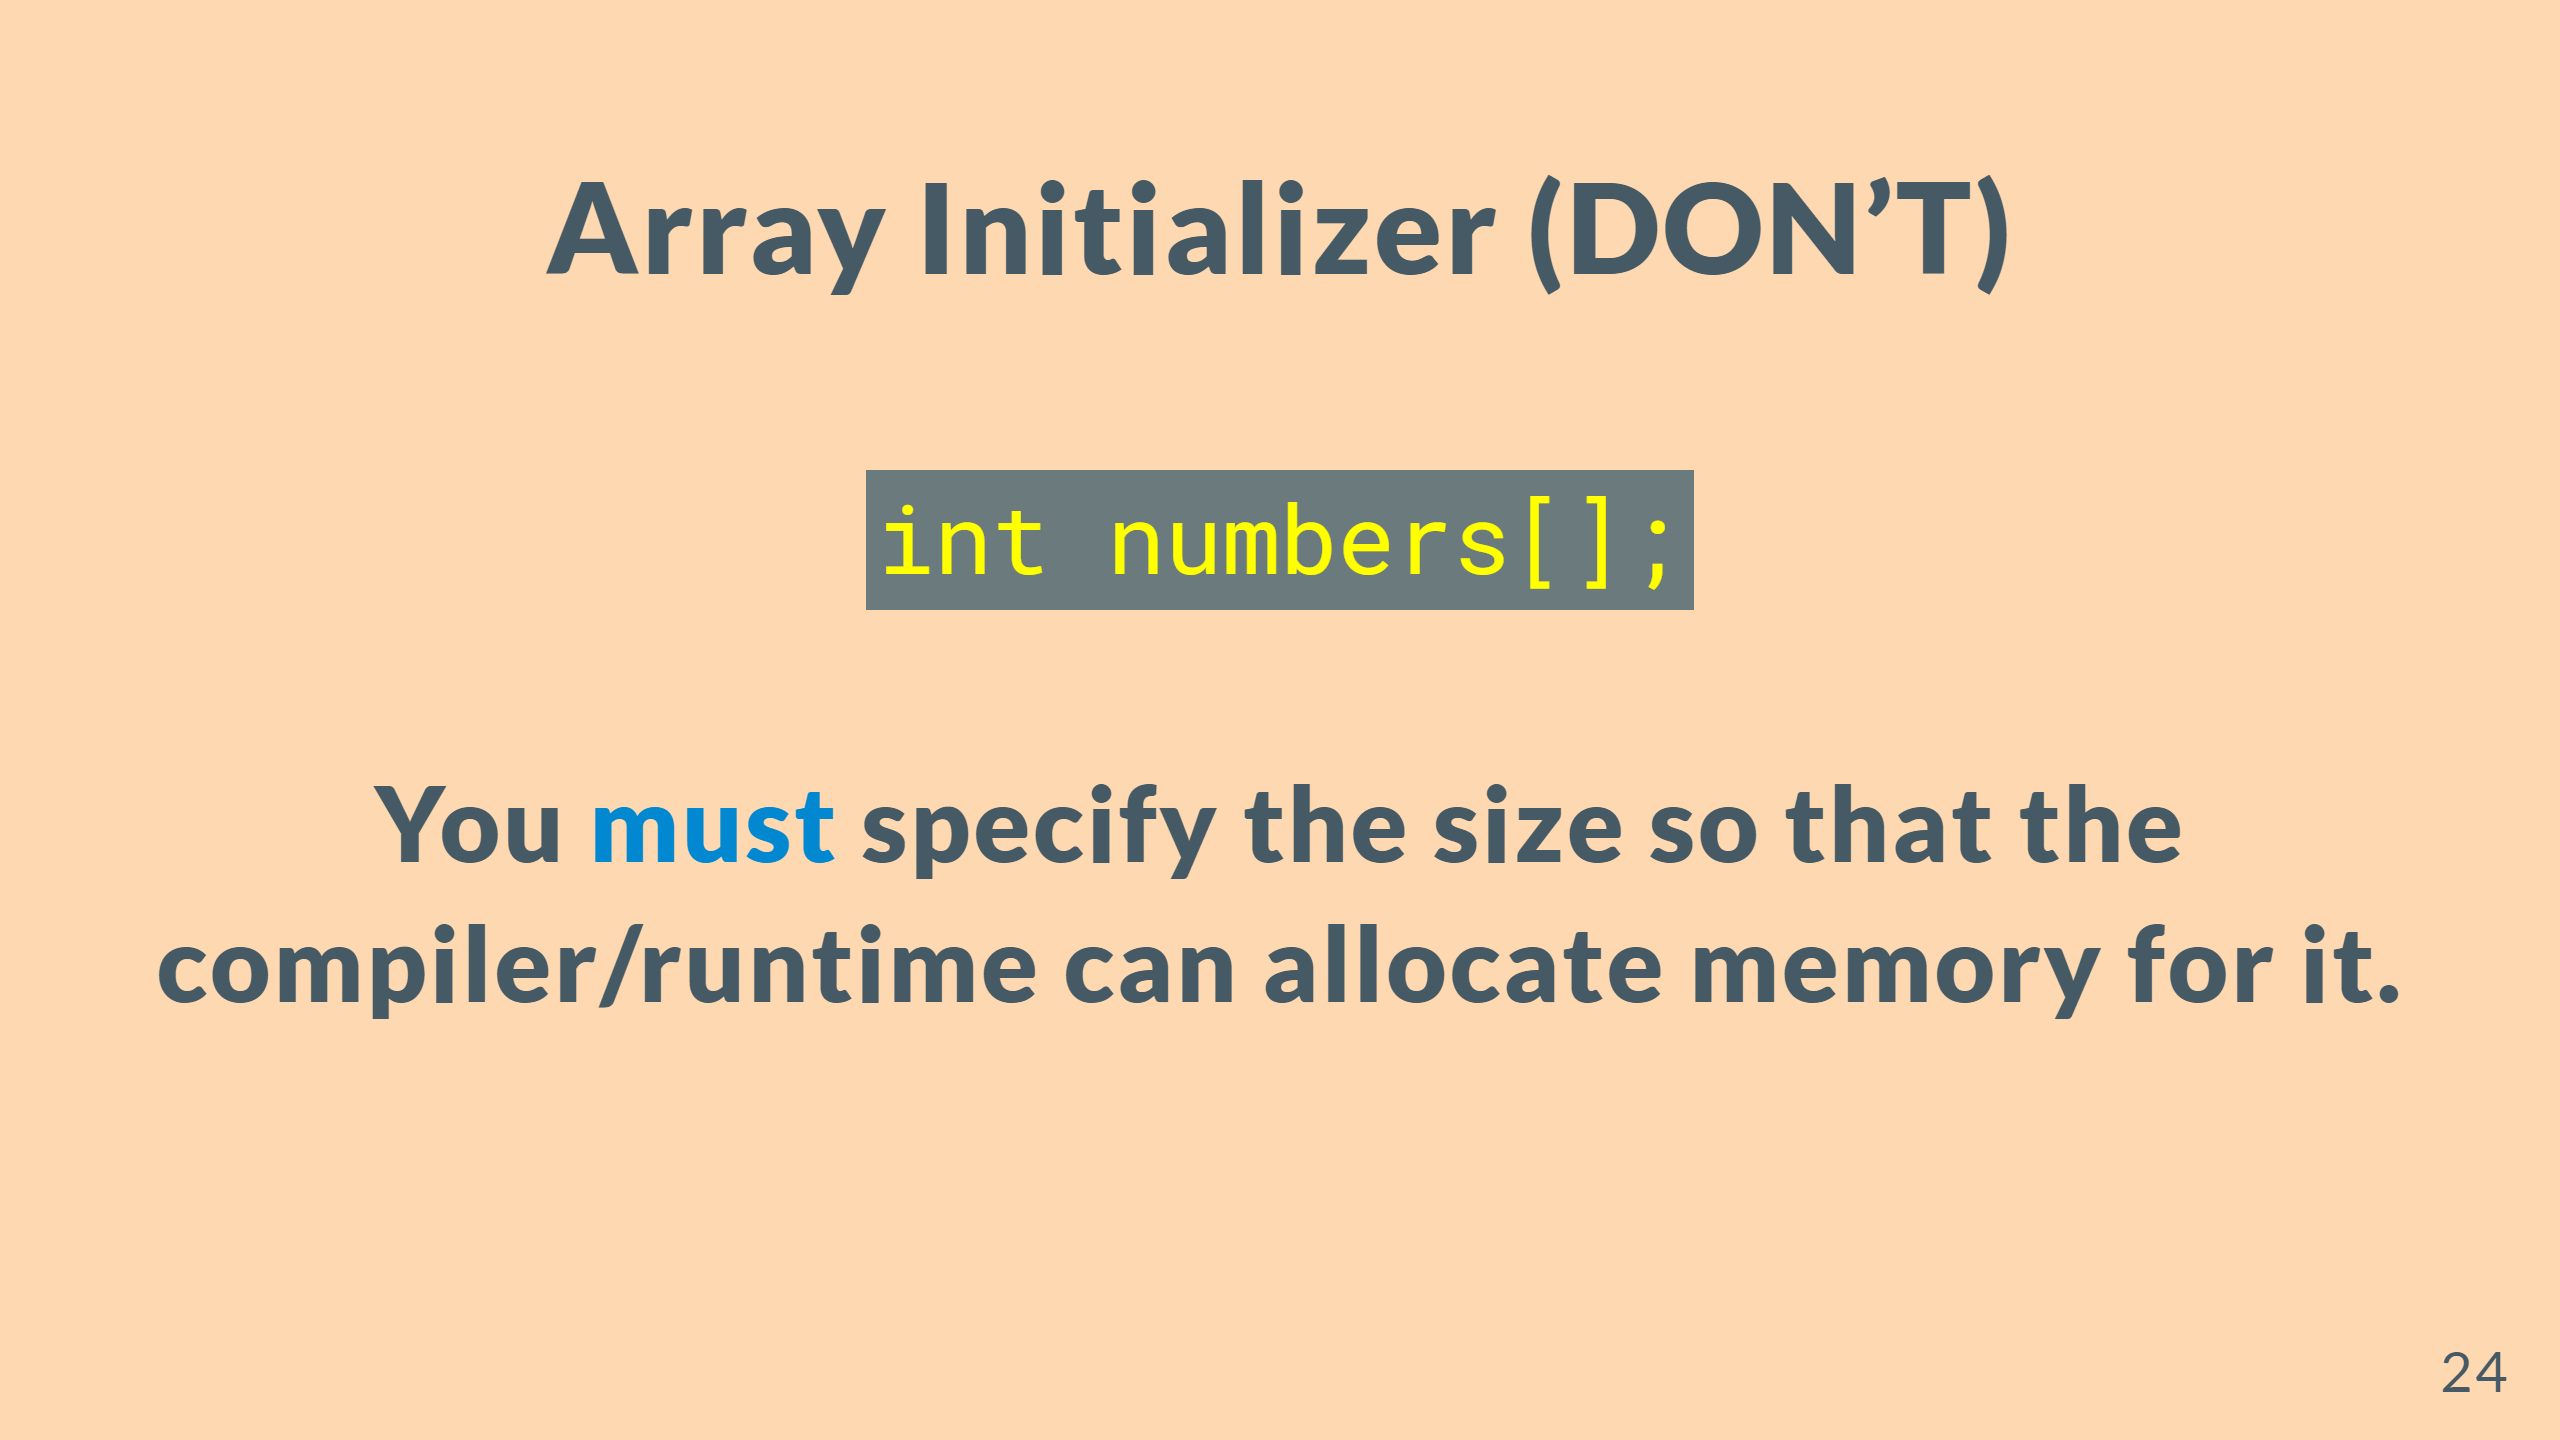 Array Initializer (DON’T)
int numbers[];
You must specify the size so that the
compiler/runtime can allocate memory for it.
24